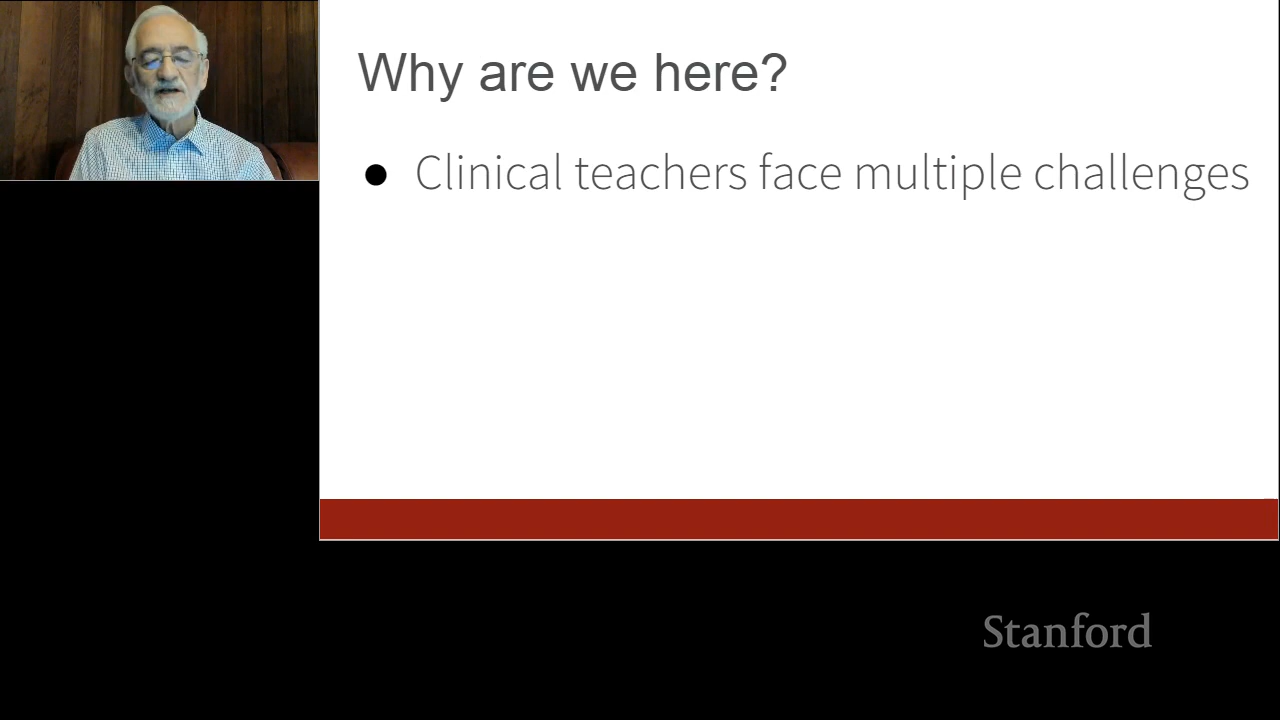 Why are we here?
● Clinical teachers face multiple challenges
Stanford